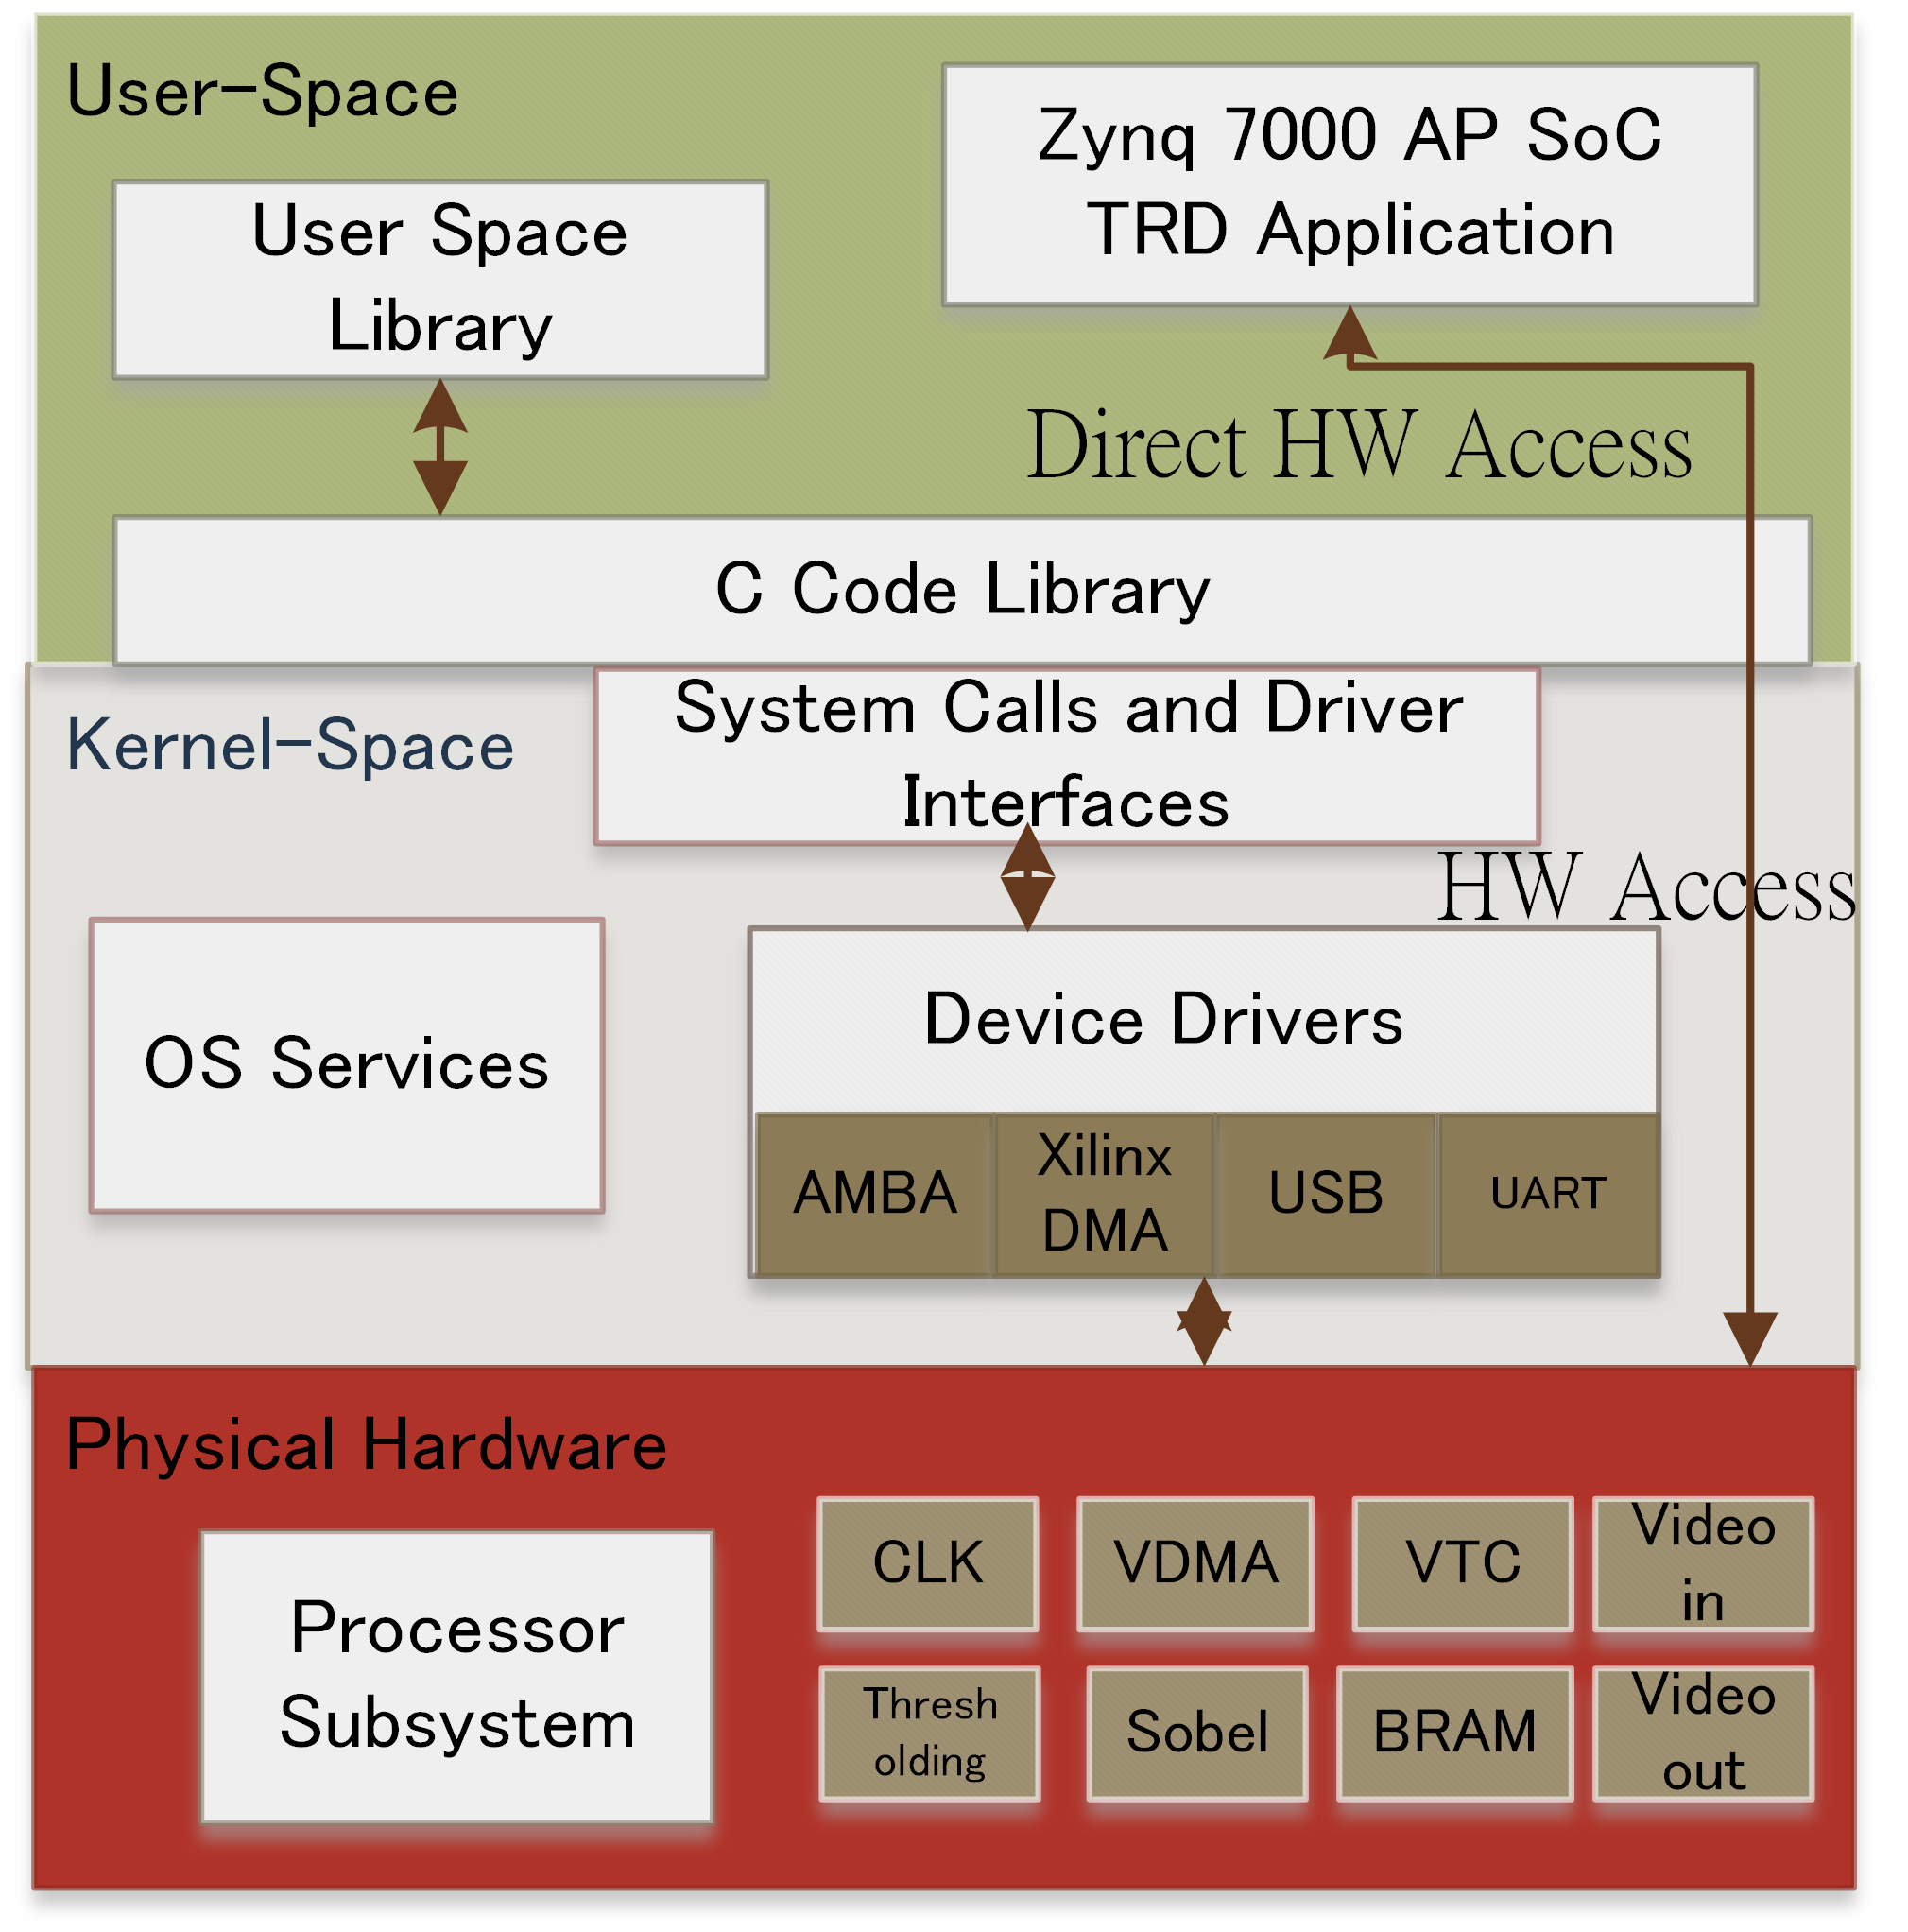 User-Space
Zynq 7000 AP SoC
TRD Application
User Space
Library
Direct HW Access
C Code Library
System Calls and Driver
Interfaces
Kernel-Space
HW Access
OS Services
Device Drivers
AMBA
Xilinx
DMA
USB
UART
Physical Hardware
Processor
Subsystem
CLK
VDMA
VTC
Video
in
Thresh
olding
Sobel
BRAM
Video
out